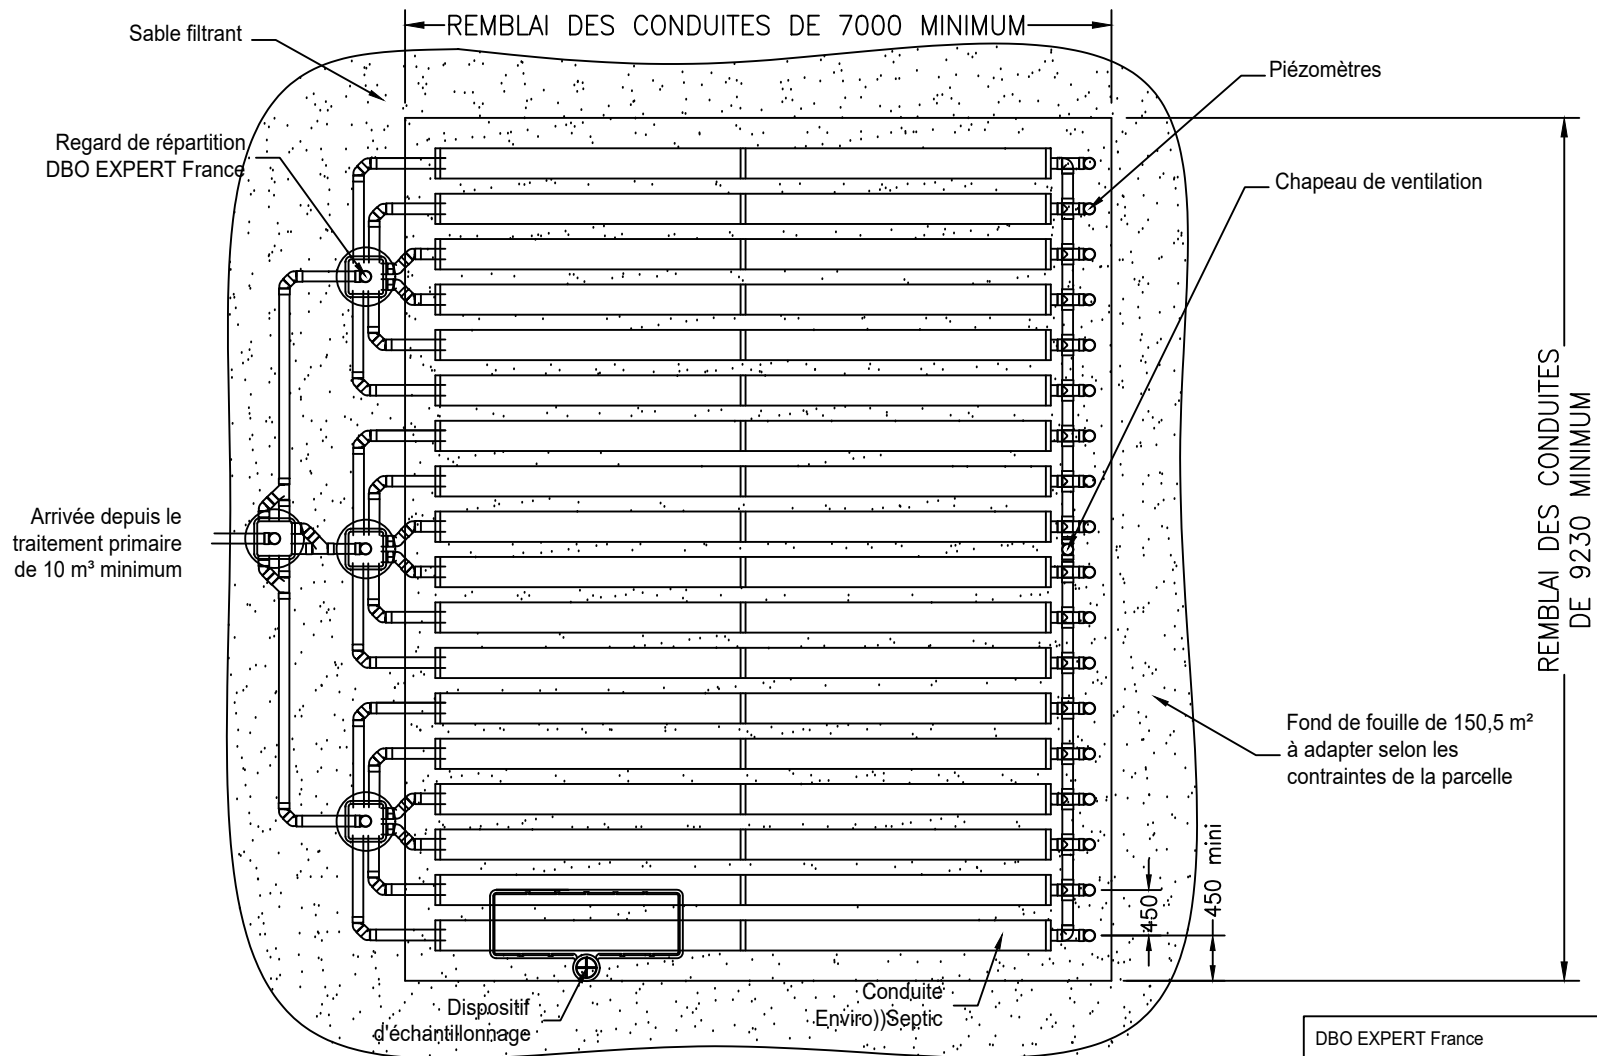 REMBLAI DES CONDUITES DE 7000 MINIMUM
Sable filtrant
Piézomètres
Regard de répartition
DBO EXPERT France
Chapeau de ventilation
REMBLAI DES CONDUITES
DE 9230 MINIMUM
Arrivée depuis le
traitement primaire
de 10 m³ minimum
Fond de fouille de 150,5 m²
à adapter selon les
contraintes de la parcelle
450
450 mini
Dispositif
d'échantillonnage
Conduite
Enviro))Septic
DBO EXPERT France